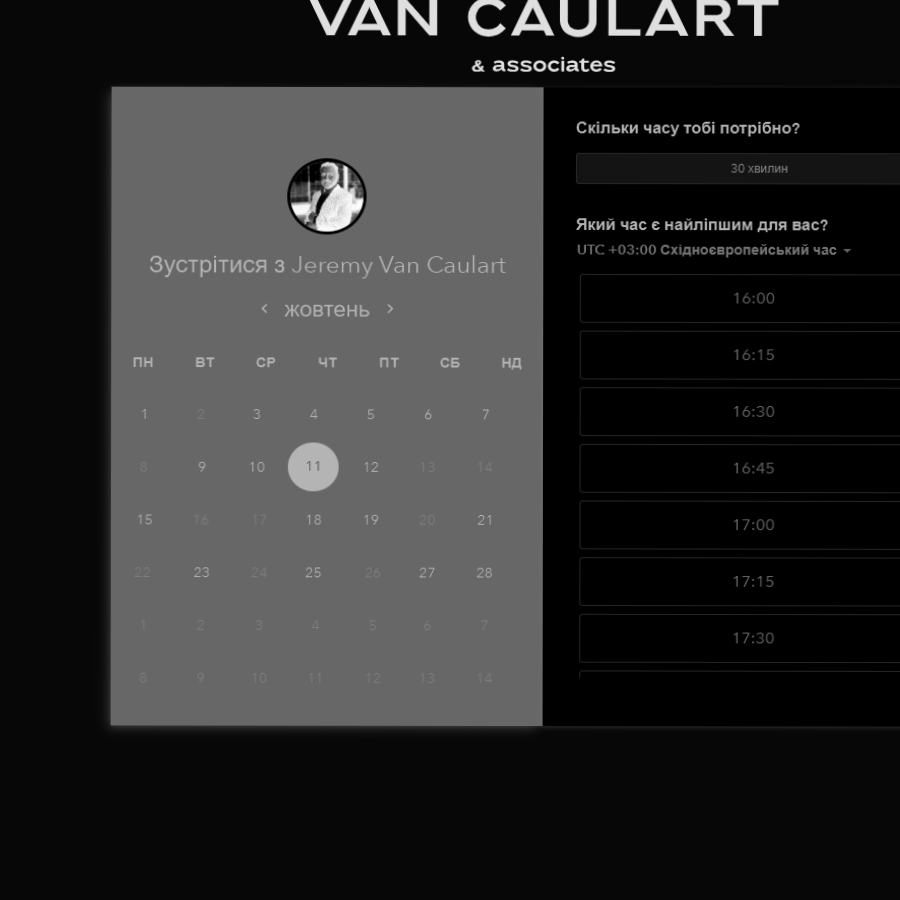 VAN CAULART
& associates
Зустрітися з Jeremy Van Caulart
жовтень
ПН ВТ СР ЧТ ПТ СБ НД
1 2 3 4 5 6 7
8 9 10 11 12 13 14
15 16 17 18 19 20 21
22 23 24 25 26 27 28
1 2 3 4 5 6 7
8 9 10 11 12 13 14
Скільки часу тобі потрібно?
30 хвилин
Який час є найліпшим для вас?
UTC +03:00 Східноєвропейський час
16:00
16:15
16:30
16:45
17:00
17:15
17:30